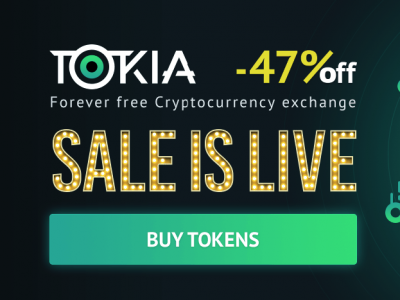 TOKIA -47%off
Forever free Cryptocurrency exchange
SALE IS LIVE
BUY TOKENS